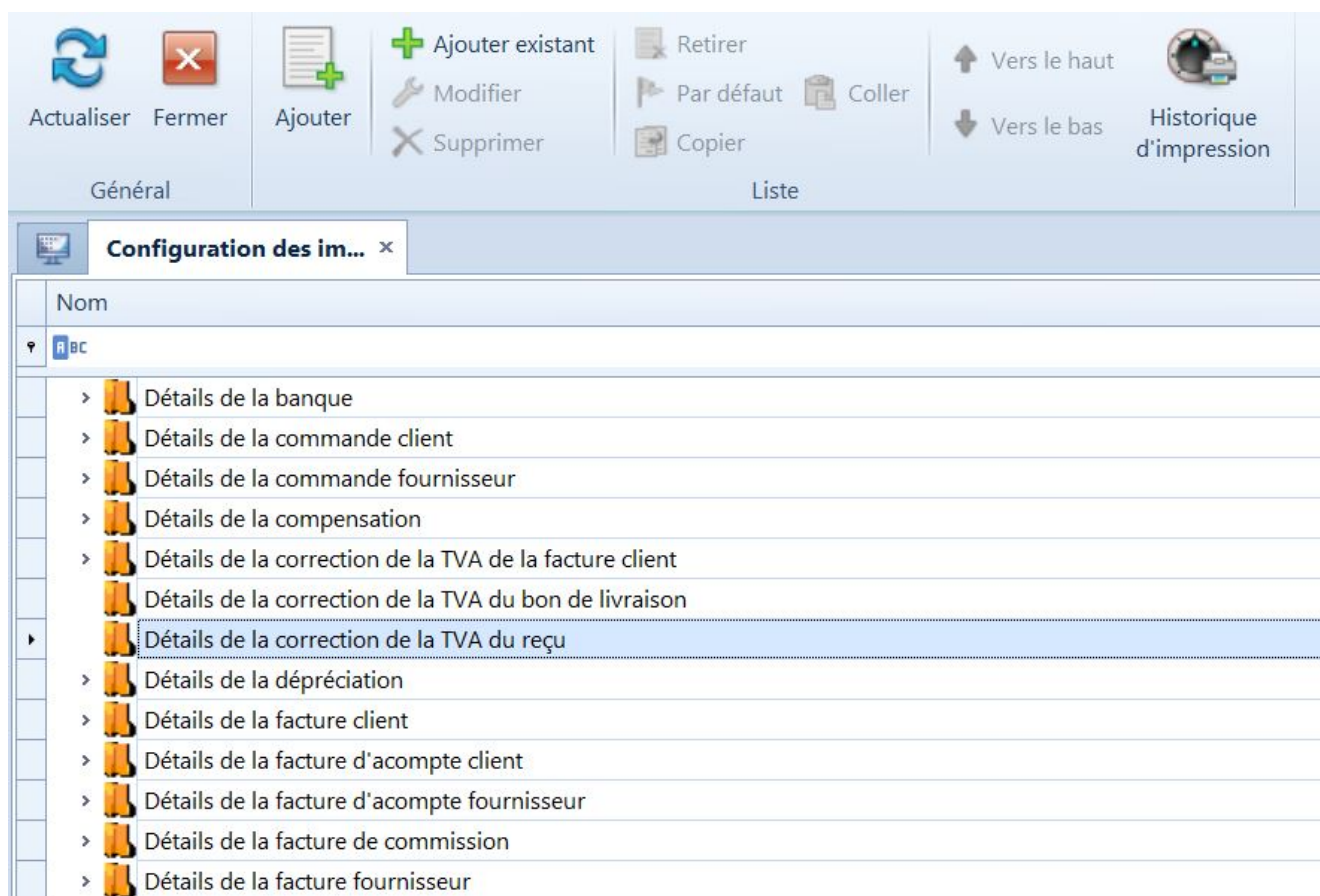 Actualiser
Fermer
Ajouter
Ajouter existant
Modifier
Supprimer
Retirer
Par défaut
Coller
Copier
Vers le haut
Vers le bas
Historique
d'impression
Général
Liste
Configuration des im... ×
Nom
ABC
Détails de la banque
Détails de la commande client
Détails de la commande fournisseur
Détails de la compensation
Détails de la correction de la TVA de la facture client
Détails de la correction de la TVA du bon de livraison
Détails de la correction de la TVA du reçu
Détails de la dépréciation
Détails de la facture client
Détails de la facture d'acompte client
Détails de la facture d'acompte fournisseur
Détails de la facture de commission
Détails de la facture fournisseur